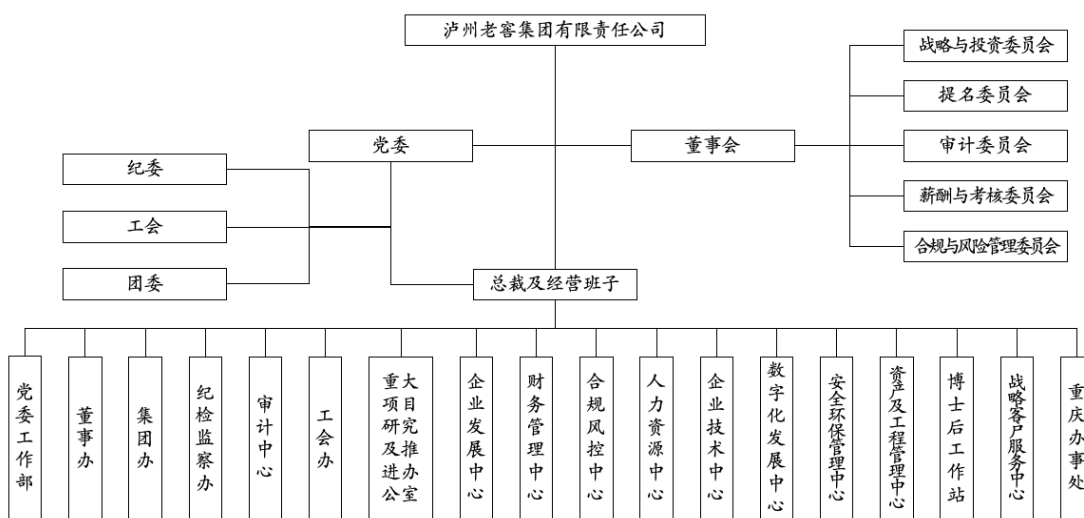 泸州老窖集团有限责任公司
战略与投资委员会
提名委员会
党委
董事会
审计委员会
纪委
薪酬与考核委员会
工会
合规与风险管理委员会
团委
总裁及经营班子
党委工作部
董事办
集团办
纪检监察办
审计中心
工会办
重大项目研究及推进办公室
企业发展中心
财务管理中心
合规风控中心
人力资源中心
企业技术中心
数字化发展中心
安全环保管理中心
资产及工程管理中心
博士后工作站
战略客户服务中心
重庆办事处